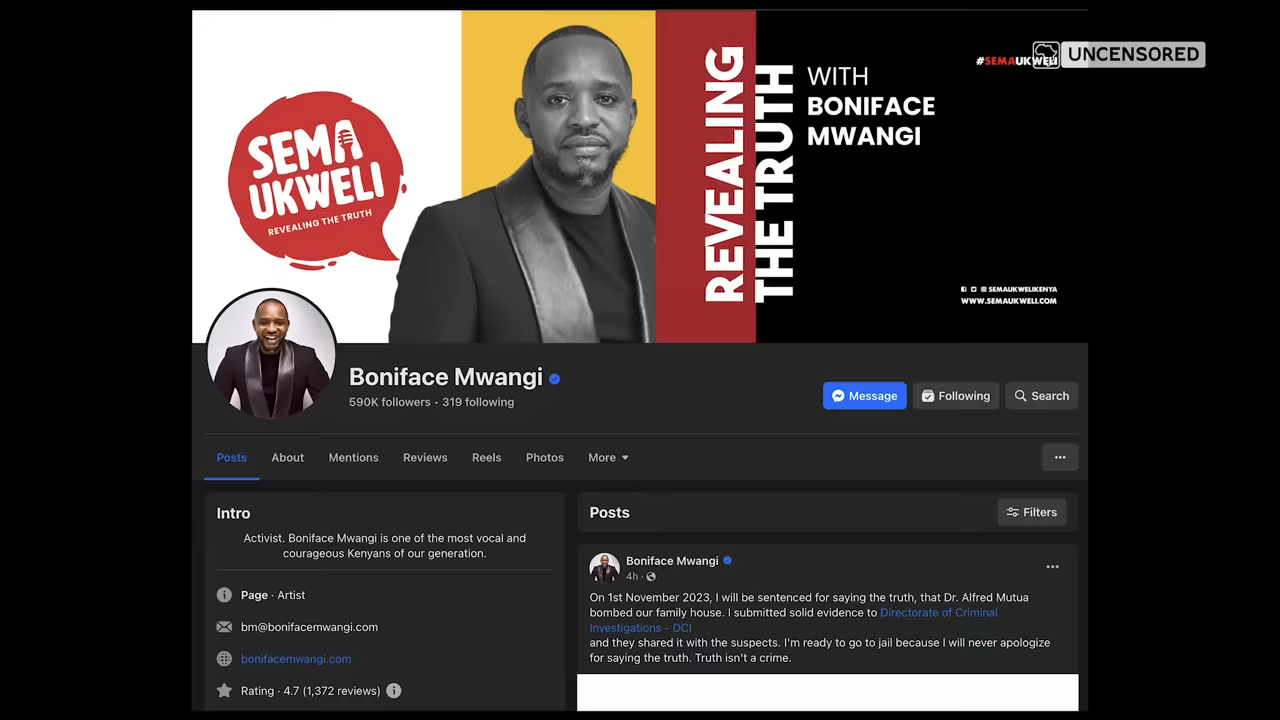 SEMA
UKWELI
REVEALING THE TRUTH
REVEALING
THE TRUTH
WITH
BONIFACE
MWANGI
#SEMAUKWELI
UNCENSORED
SEMAUKWELIKENYA
WWW.SEMAUKWELI.COM
Boniface Mwangi
590K followers • 319 following
Message
Following
Search
Posts
About
Mentions
Reviews
Reels
Photos
More
Intro
Activist. Boniface Mwangi is one of the most vocal and
courageous Kenyans of our generation.
Page · Artist
bm@bonifacemwangi.com
bonifacemwangi.com
Rating · 4.7 (1,372 reviews)
Posts
Filters
Boniface Mwangi
4h ·
On 1st November 2023, I will be sentenced for saying the truth, that Dr. Alfred Mutua
bombed our family house. I submitted solid evidence to Directorate of Criminal
Investigations - DCI
and they shared it with the suspects. I'm ready to go to jail because I will never apologize
for saying the truth. Truth isn't a crime.